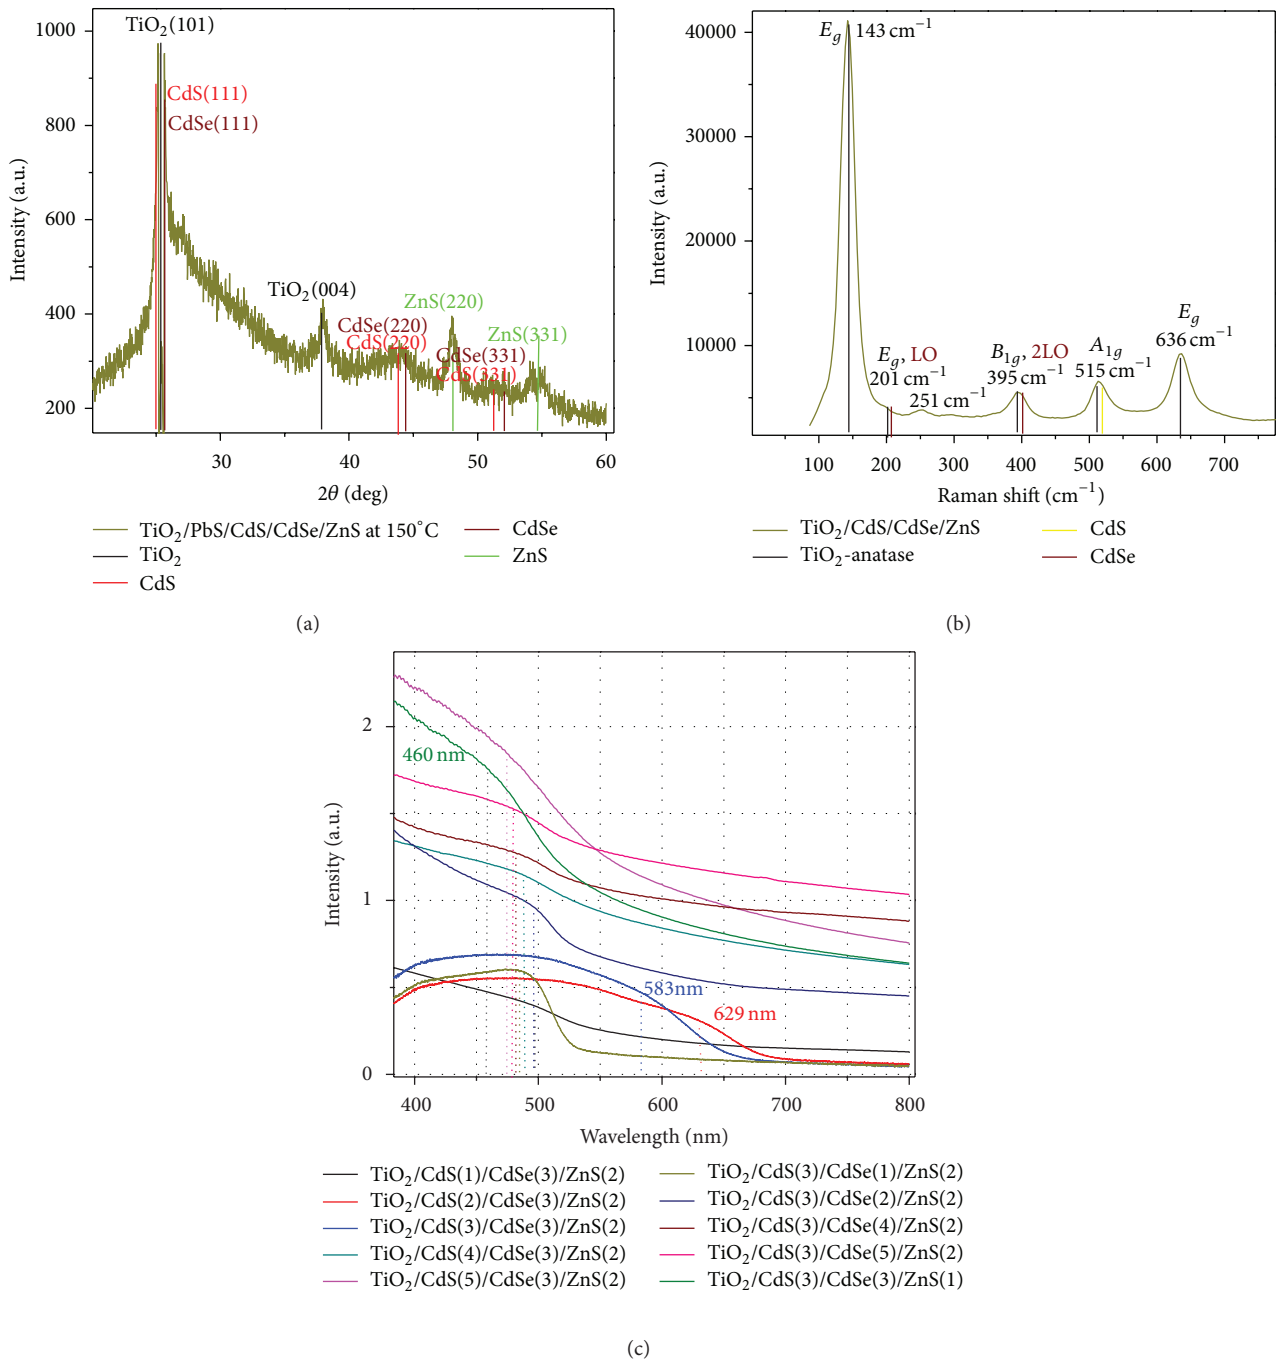 TiO₂(101)
CdS(111)
CdSe(111)
TiO₂(004)
CdSe(220)
CdS(220)
ZnS(220)
CdSe(331)
CdS(331)
ZnS(331)
1000
800
600
400
200
Intensity (a.u.)
30 40 50 60
2θ (deg)
TiO₂/PbS/CdS/CdSe/ZnS at 150°C
TiO₂
CdS
CdSe
ZnS
(a)
E_g 143 cm⁻¹
E_g, LO
201 cm⁻¹
251 cm⁻¹
B₁g, 2LO
395 cm⁻¹
A₁g
515 cm⁻¹
E_g
636 cm⁻¹
40000
30000
20000
10000
Intensity (a.u.)
100 200 300 400 500 600 700
Raman shift (cm⁻¹)
TiO₂/CdS/CdSe/ZnS
TiO₂-anatase
CdS
CdSe
(b)
460 nm
583nm
629 nm
2
1
0
Intensity (a.u.)
400 500 600 700 800
Wavelength (nm)
TiO₂/CdS(1)/CdSe(3)/ZnS(2)
TiO₂/CdS(2)/CdSe(3)/ZnS(2)
TiO₂/CdS(3)/CdSe(3)/ZnS(2)
TiO₂/CdS(4)/CdSe(3)/ZnS(2)
TiO₂/CdS(5)/CdSe(3)/ZnS(2)
TiO₂/CdS(3)/CdSe(1)/ZnS(2)
TiO₂/CdS(3)/CdSe(2)/ZnS(2)
TiO₂/CdS(3)/CdSe(4)/ZnS(2)
TiO₂/CdS(3)/CdSe(5)/ZnS(2)
TiO₂/CdS(3)/CdSe(3)/ZnS(1)
(c)